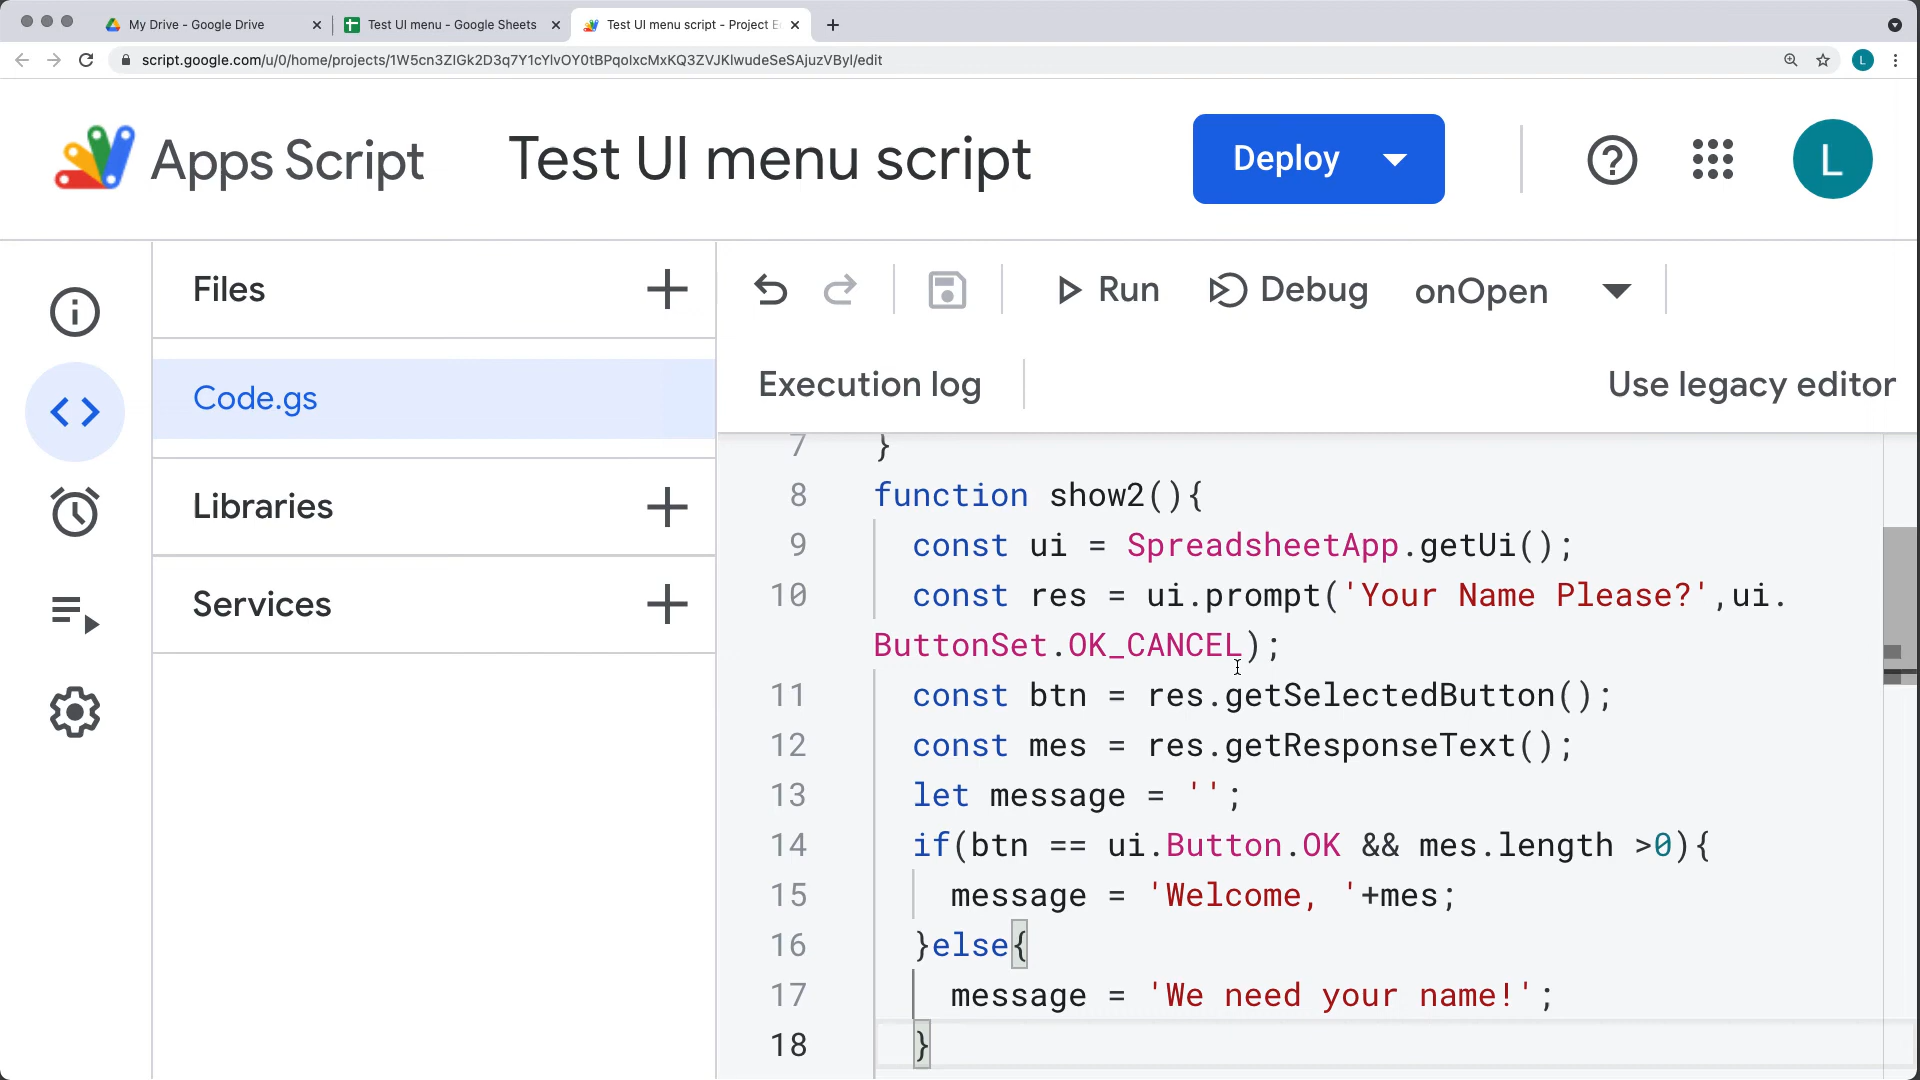 My Drive - Google Drive
Test UI menu - Google Sheets
Test UI menu script - Project E
script.google.com/u/0/home/projects/1W5cn3ZIGk2D3q7Y1cYlvOY0tBPqoIxcMxKQ3ZVJKlwudeSeSAjuzVByl/edit
L
Apps Script
Test UI menu script
Deploy
L
Files
Run
Debug
onOpen
Code.gs
Execution log
Use legacy editor
Libraries
Services
7 }
8 function show2(){
9 const ui = SpreadsheetApp.getUi();
10 const res = ui.prompt('Your Name Please?',ui.
ButtonSet.OK_CANCEL);
11 const btn = res.getSelectedButton();
12 const mes = res.getResponseText();
13 let message = '';
14 if(btn == ui.Button.OK && mes.length >0){
15 message = 'Welcome, '+mes;
16 }else{
17 message = 'We need your name!';
18 }